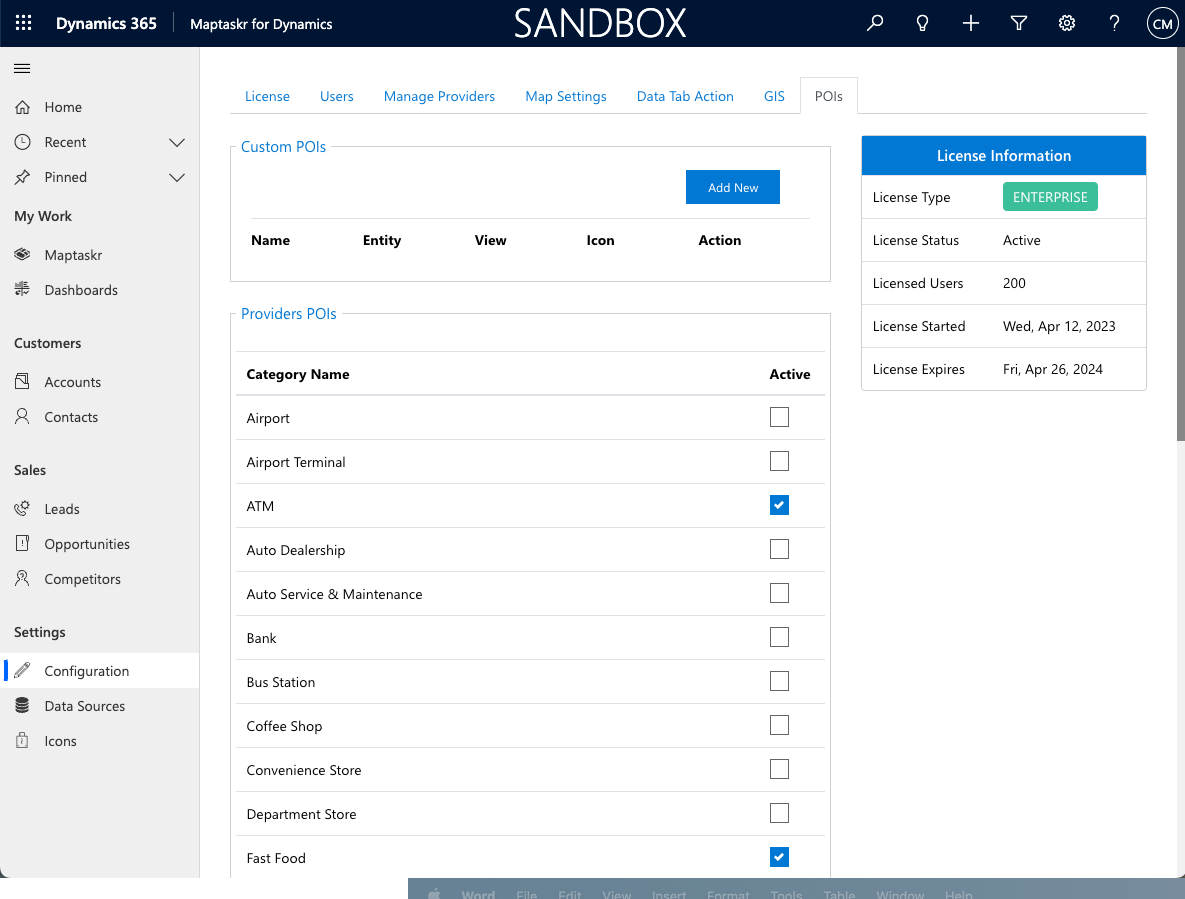 Dynamics 365 Maptaskr for Dynamics SANDBOX CM
Home
Recent
Pinned
My Work
Maptaskr
Dashboards
Customers
Accounts
Contacts
Sales
Leads
Opportunities
Competitors
Settings
Configuration
Data Sources
Icons
License Users Manage Providers Map Settings Data Tab Action GIS POIs
Custom POIs
Add New
Name Entity View Icon Action
Providers POIs
Category Name Active
Airport
Airport Terminal
ATM
Auto Dealership
Auto Service & Maintenance
Bank
Bus Station
Coffee Shop
Convenience Store
Department Store
Fast Food
License Information
License Type ENTERPRISE
License Status Active
Licensed Users 200
License Started Wed, Apr 12, 2023
License Expires Fri, Apr 26, 2024
Word File Edit View Insert Format Tools Table Window Help